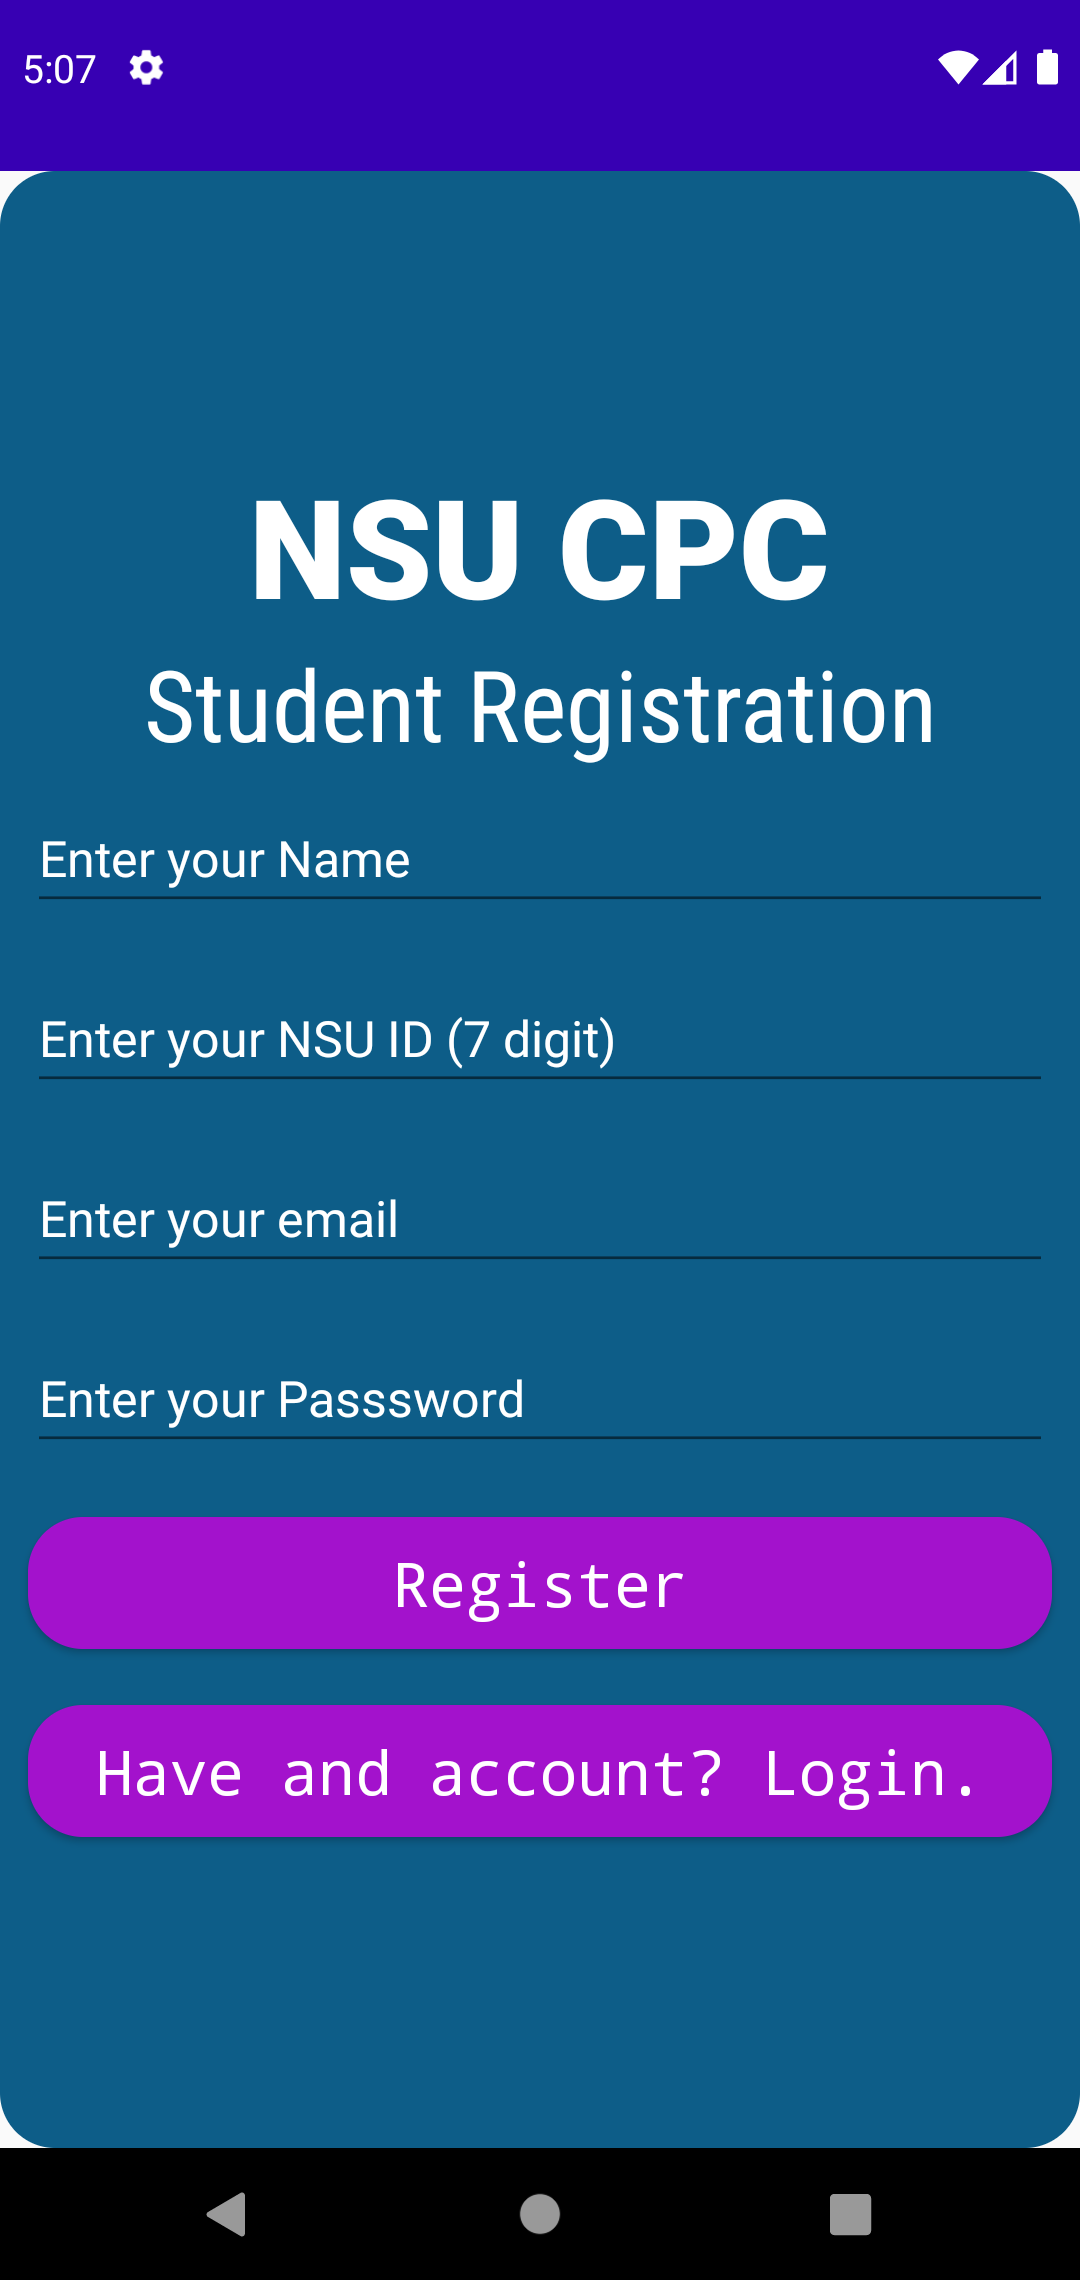 5:07
NSU CPC
Student Registration
Enter your Name
Enter your NSU ID (7 digit)
Enter your email
Enter your Passsword
Register
Have and account? Login.